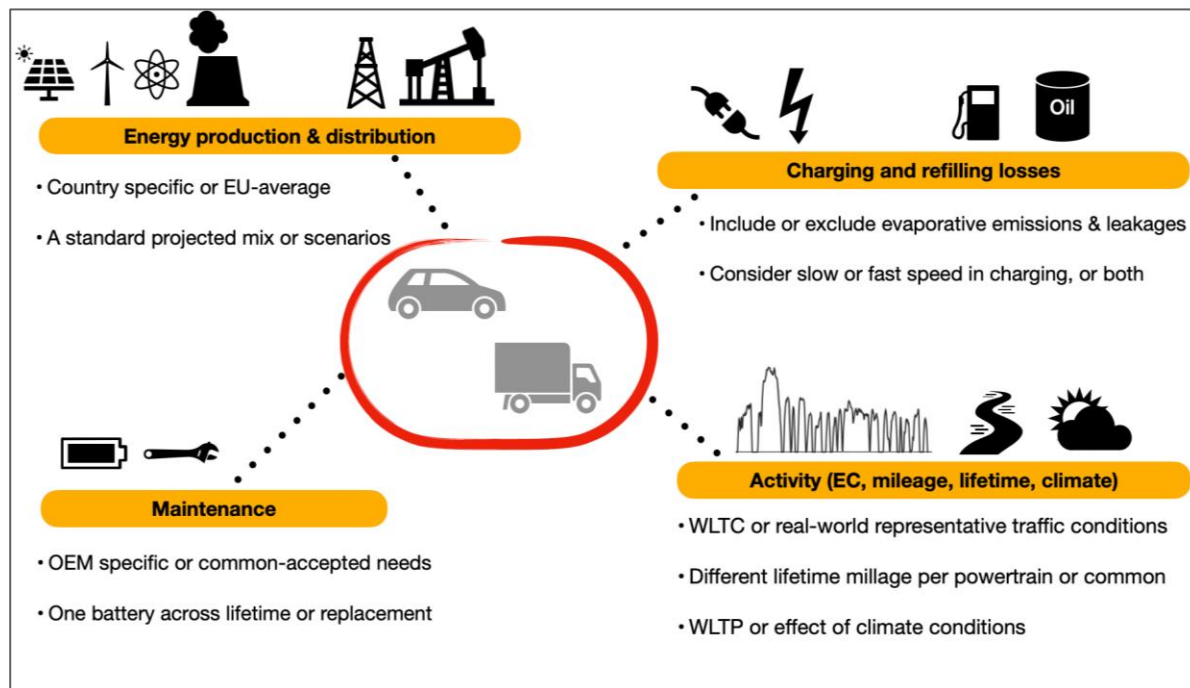 Energy production & distribution
• Country specific or EU-average
• A standard projected mix or scenarios
Oil
Charging and refilling losses
• Include or exclude evaporative emissions & leakages
• Consider slow or fast speed in charging, or both
Maintenance
• OEM specific or common-accepted needs
• One battery across lifetime or replacement
Activity (EC, mileage, lifetime, climate)
• WLTC or real-world representative traffic conditions
• Different lifetime millage per powertrain or common
• WLTP or effect of climate conditions